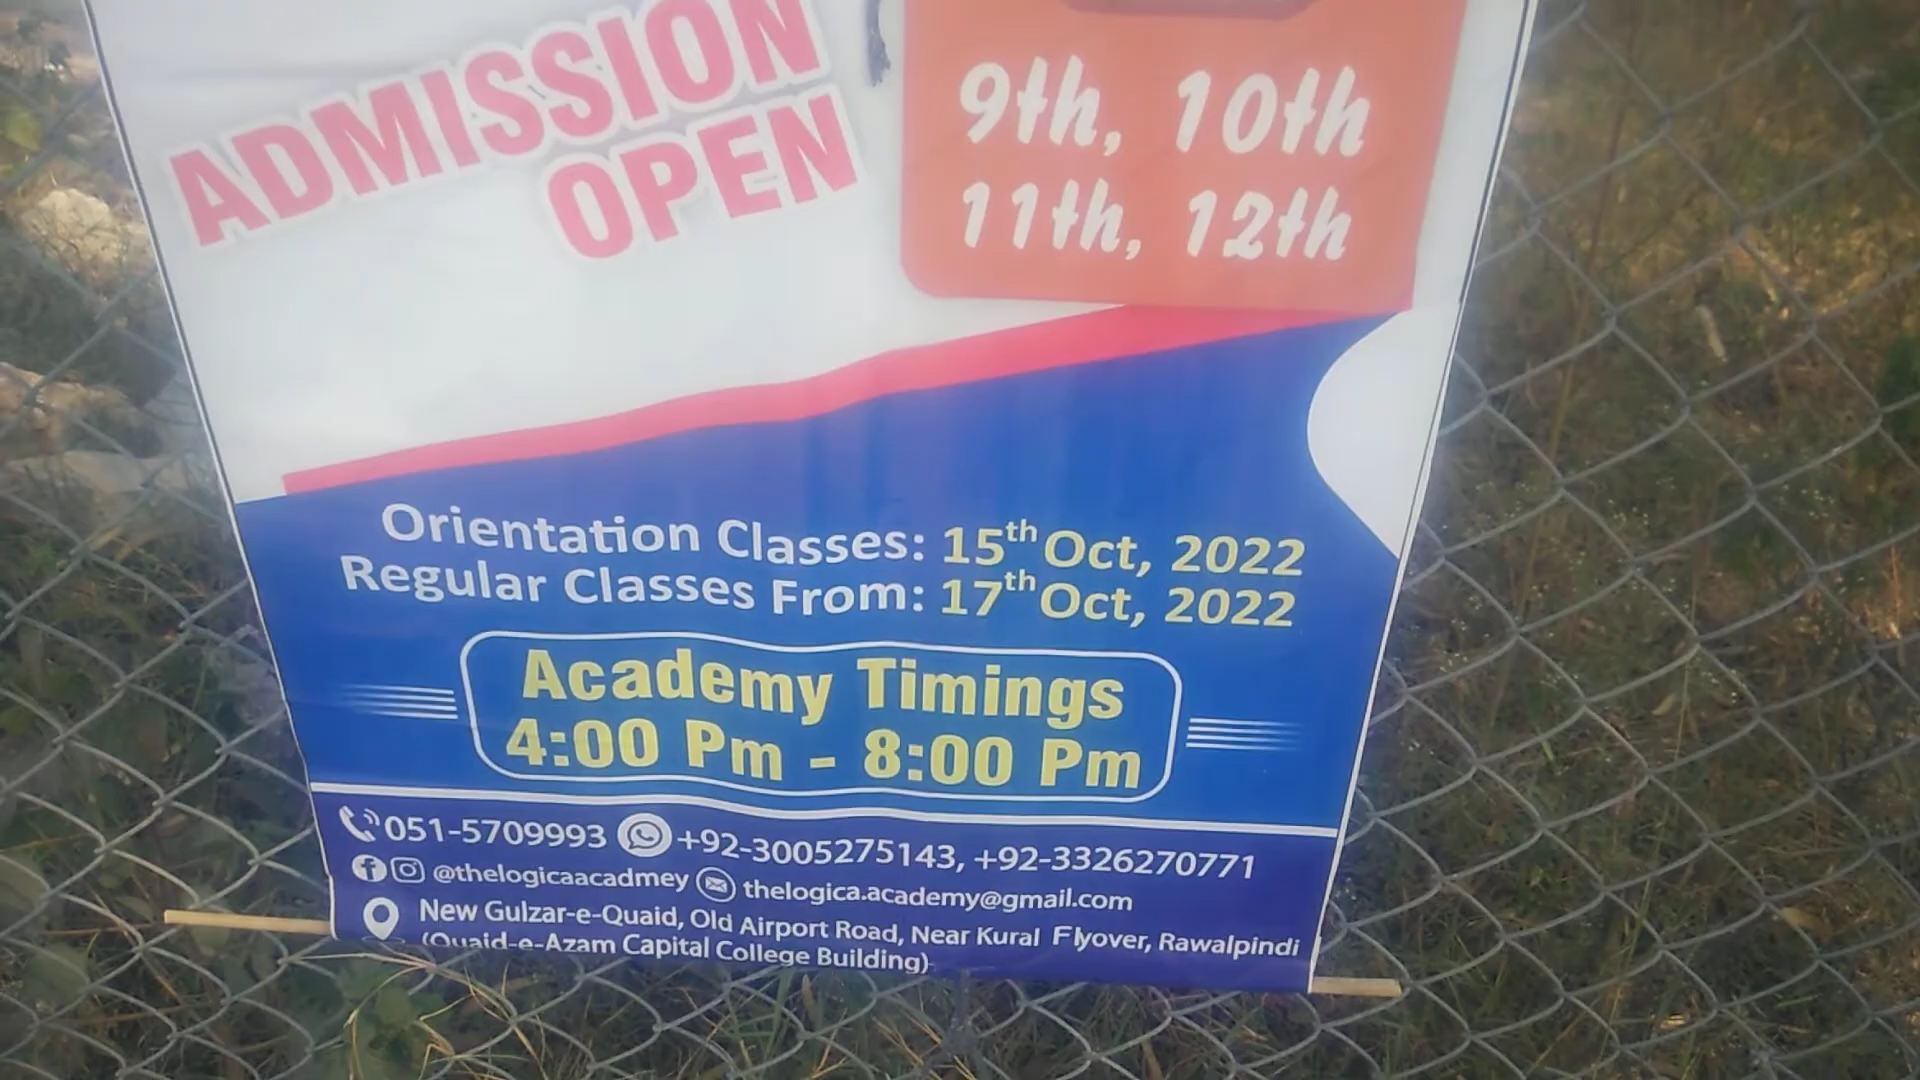 ADMISSION
OPEN
9th, 10th
11th, 12th
Orientation Classes: 15th Oct, 2022
Regular Classes From: 17th Oct, 2022
Academy Timings
4:00 Pm - 8:00 Pm
051-5709993 +92-3005275143, +92-3326270771
@thelogicaacadmey thelogica.academy@gmail.com
New Gulzar-e-Quaid, Old Airport Road, Near Kural Flyover, Rawalpindi
(Quaid-e-Azam Capital College Building)